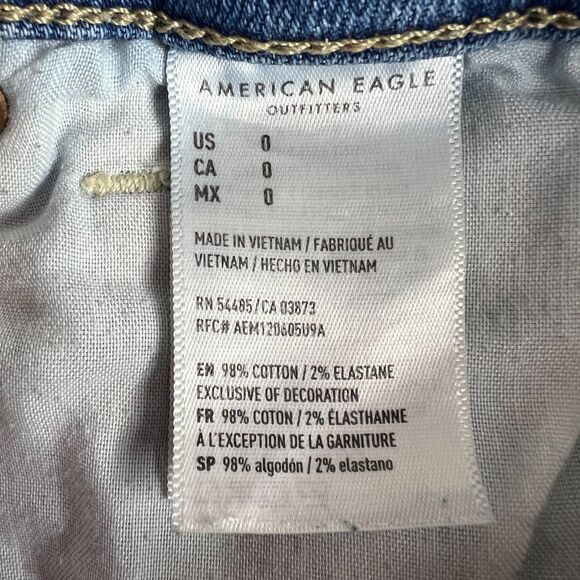 AMERICAN EAGLE
OUTFITTERS
US 0
CA 0
MX 0
MADE IN VIETNAM / FABRIQUÉ AU
VIETNAM / HECHO EN VIETNAM
RN 54485/CA 03873
RFC# AEM120605U9A
EN 98% COTTON / 2% ELASTANE
EXCLUSIVE OF DECORATION
FR 98% COTON / 2% ÉLASTHANNE
À L'EXCEPTION DE LA GARNITURE
SP 98% algodón / 2% elastano